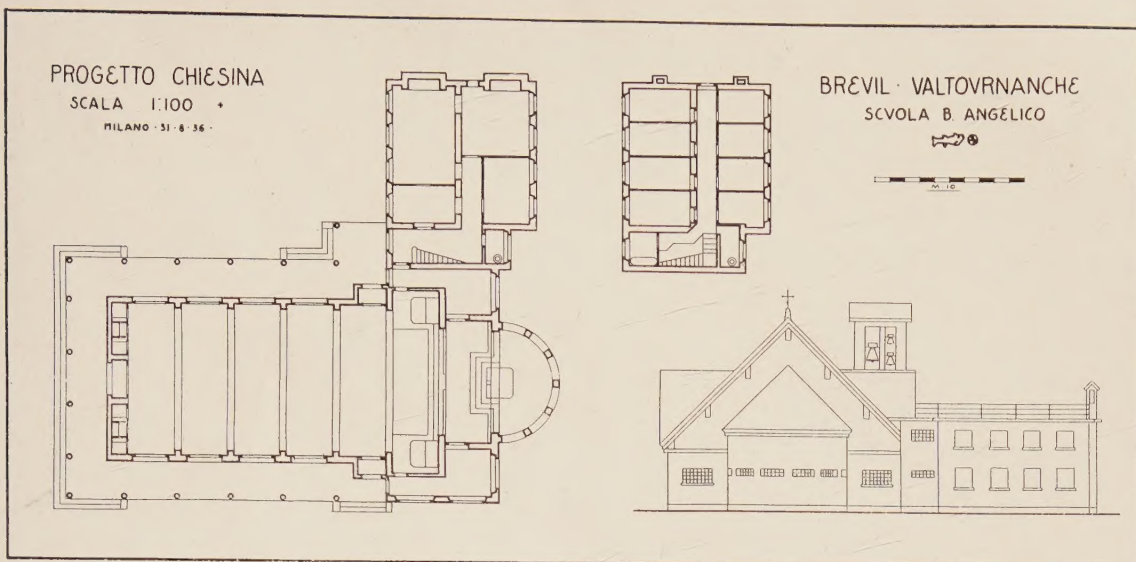 PROGETTO CHIESINA
SCALA 1:100
MILANO · 31 · 8 · 36 ·
BREVIL · VALTOVRNANCHE
SCVOLA B. ANGELICO
M 10